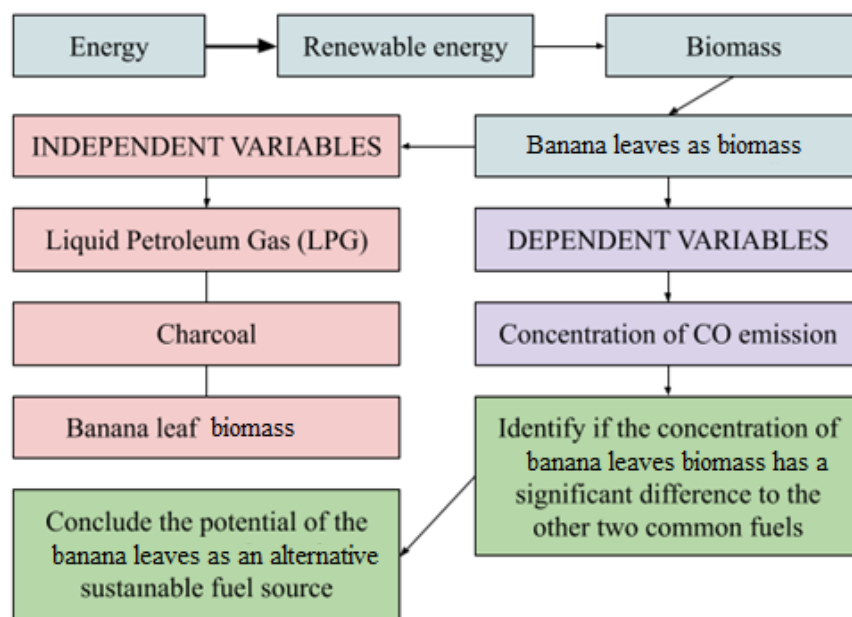 Energy
Renewable energy
Biomass
Banana leaves as biomass
INDEPENDENT VARIABLES
Liquid Petroleum Gas (LPG)
Charcoal
Banana leaf biomass
DEPENDENT VARIABLES
Concentration of CO emission
Identify if the concentration of
banana leaves biomass has a
significant difference to the
other two common fuels
Conclude the potential of the
banana leaves as an alternative
sustainable fuel source